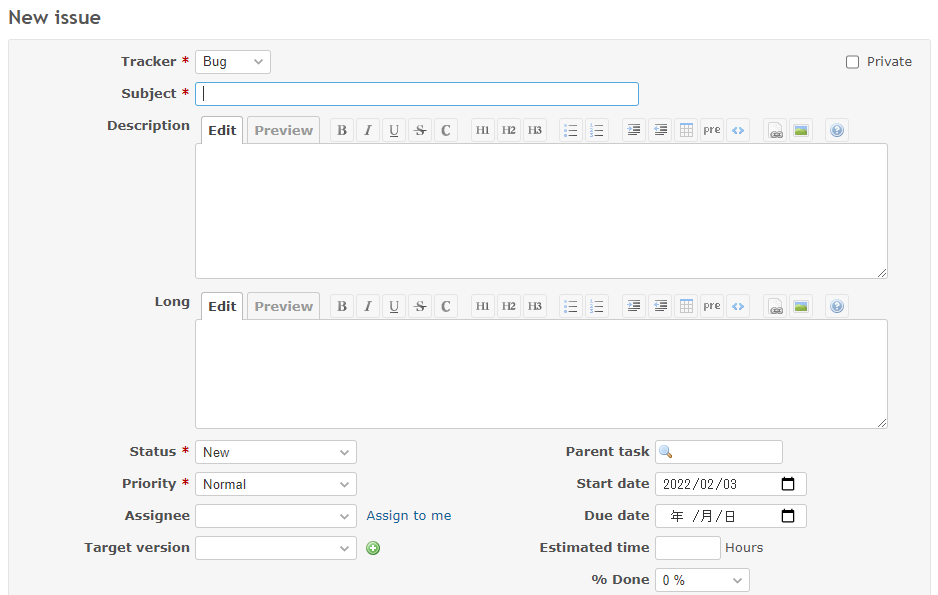 New issue
Tracker * Bug Private
Subject *
Description Edit Preview B I U S C H1 H2 H3 pre <>
Long Edit Preview B I U S C H1 H2 H3 pre <>
Status * New Parent task
Priority * Normal Start date 2022/02/03
Assignee Assign to me Due date 年 /月/日
Target version Estimated time Hours
% Done 0 %